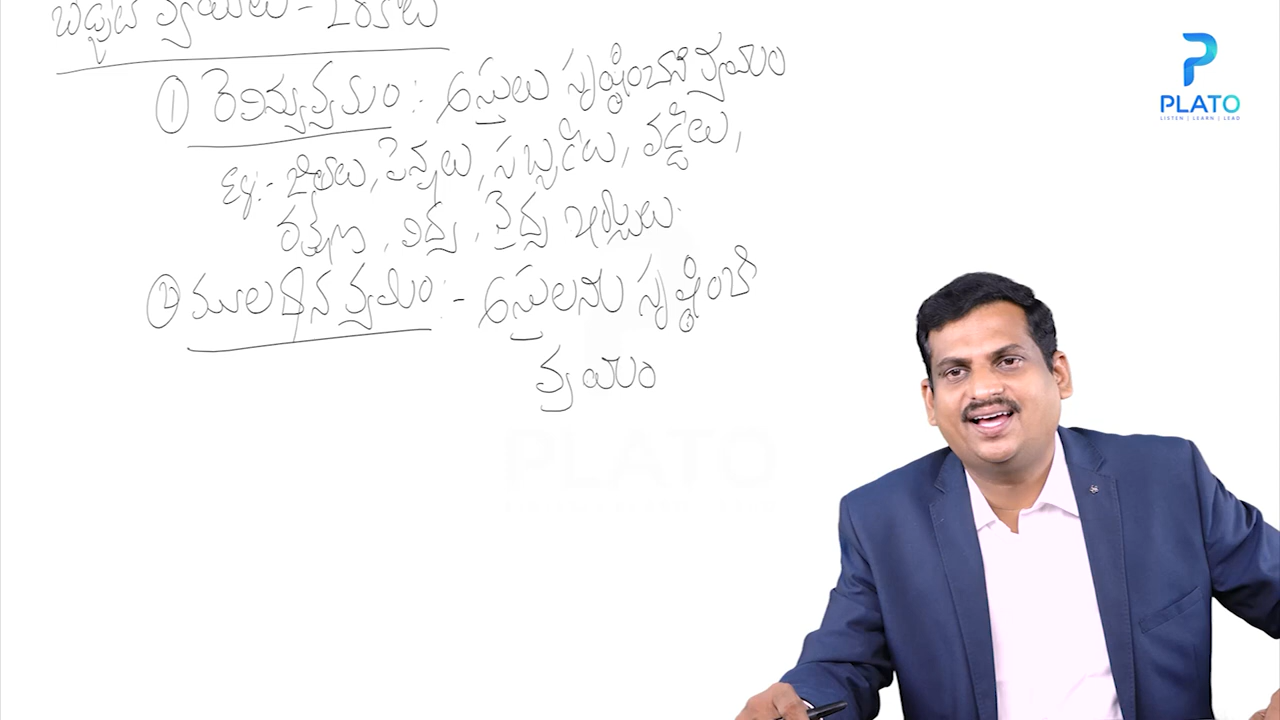 బడ్జెట్ వ్యయాలు - 2 రకాలు
① రెవిన్యువ్యయం :- ఆస్తులు సృష్టించని వ్యయం
Eg:- జీతాలు, పెన్షన్లు, సబ్సిడీలు, వడ్డీలు,
రక్షణ, విద్య, వైద్య ఖర్చులు.
② మూలధన వ్యయం :- ఆస్తులను సృష్టించే
వ్యయం
PLATO
LISTEN | LEARN | LEAD
PLATO